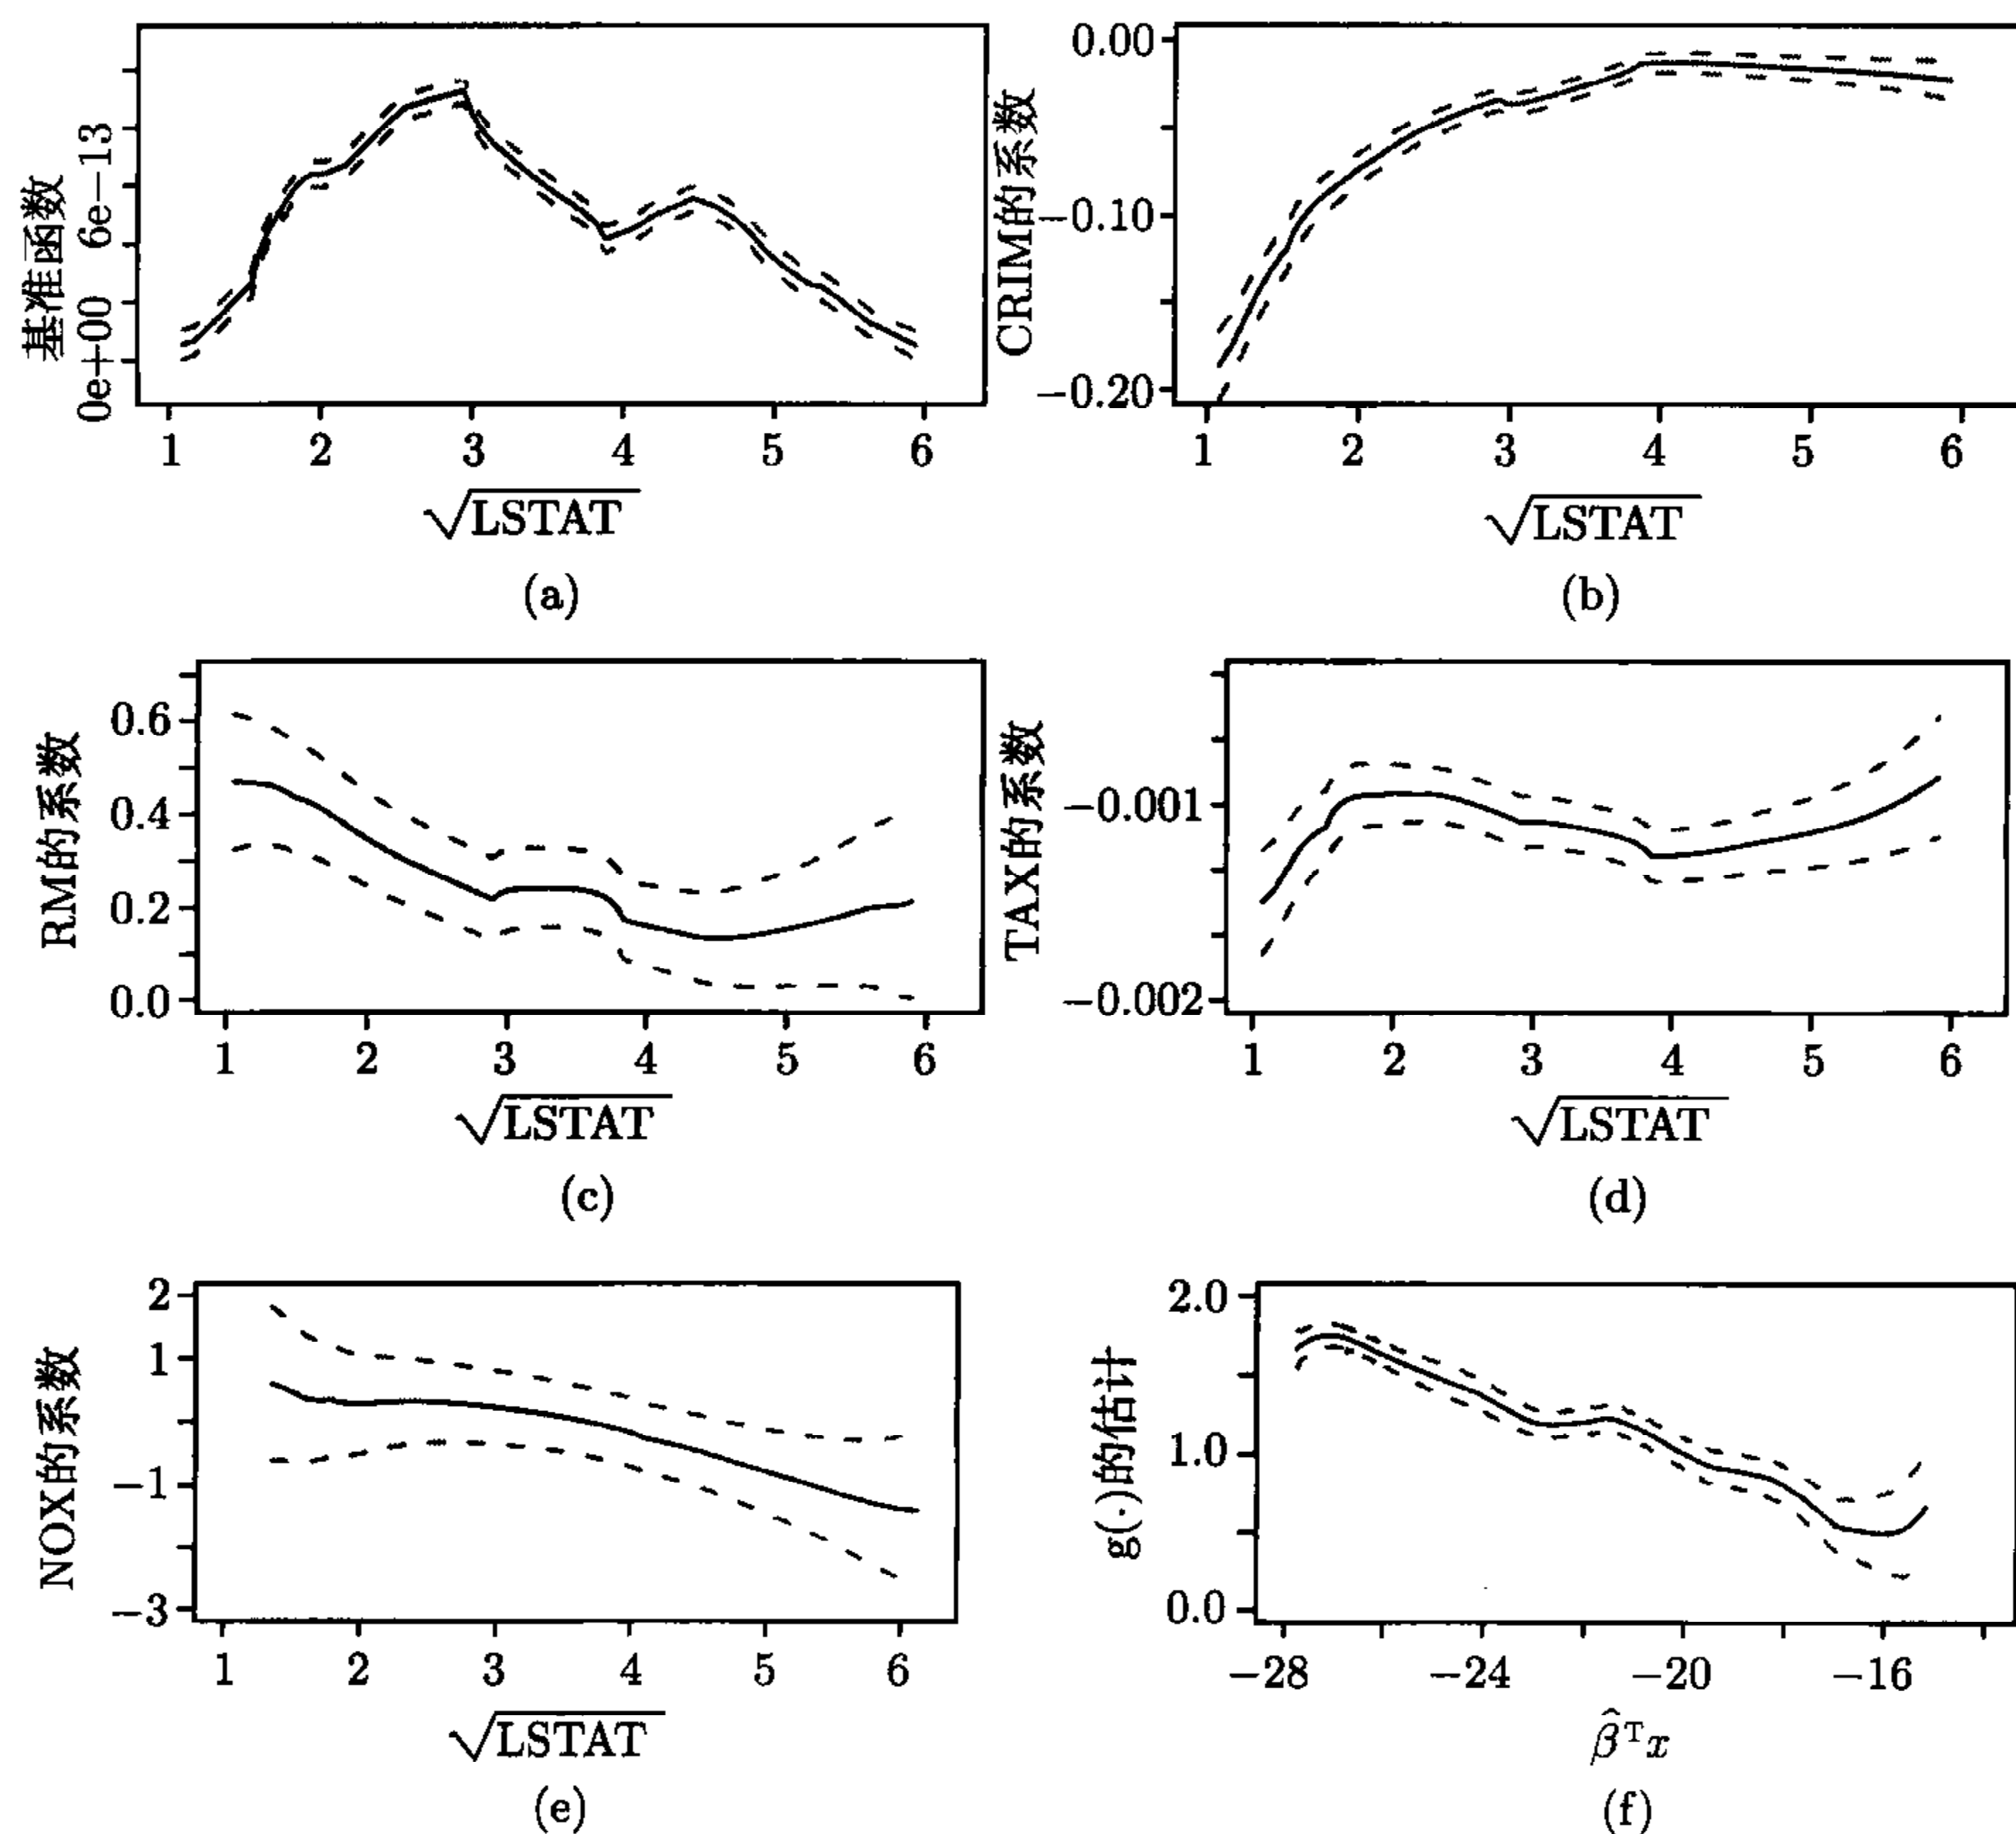 基准函数
0e+00 6e−13
1 2 3 4 5 6
√LSTAT
(a)
CRIM的系数
0.00
−0.10
−0.20
1 2 3 4 5 6
√LSTAT
(b)
RM的系数
0.6
0.4
0.2
0.0
1 2 3 4 5 6
√LSTAT
(c)
TAX的系数
−0.001
−0.002
1 2 3 4 5 6
√LSTAT
(d)
NOX的系数
2
1
−1
−3
1 2 3 4 5 6
√LSTAT
(e)
g(·)的估计
2.0
1.0
0.0
−28 −24 −20 −16
β̂ᵀx
(f)